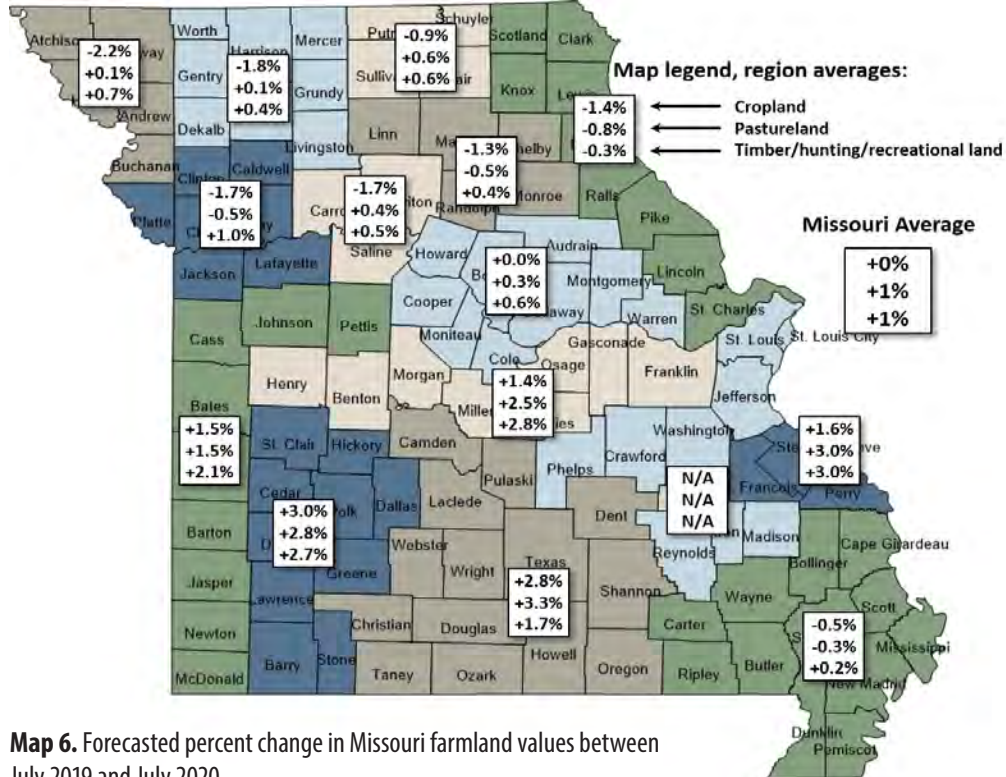 Worth
Schuyler
Mercer
Scotland
Clark
Gentry
Grundy
Knox
Andrew
Dekalb
Linn
Livingston
Buchanan
Caldwell
Ralls
Pike
Saline
Howard
Audrain
Jackson
Lafayette
Lincoln
Montgomery
Cooper
Warren
St. Charles
Cass
Johnson
Pettis
Moniteau
St. Louis
St. Louis City
Gasconade
Cole
Osage
Morgan
Franklin
Henry
Benton
Jefferson
Bates
Washington
St. Clair
Hickory
Camden
Crawford
Phelps
Pulaski
Cedar
Dallas
Laclede
Francois
Perry
Dent
Barton
Madison
Cape Girardeau
Webster
Reynolds
Bollinger
Greene
Wright
Texas
Jasper
Shannon
Wayne
Lawrence
Scott
Christian
Douglas
Carter
Newton
Mississippi
Howell
Barry
Stone
Taney
Ozark
Oregon
Ripley
Butler
McDonald
New Madrid
Dunklin
Pemiscot
-2.2%
+0.1%
+0.7%
-1.8%
+0.1%
+0.4%
-0.9%
+0.6%
+0.6%
-1.4%
-0.8%
-0.3%
-1.3%
-0.5%
+0.4%
-1.7%
-0.5%
+1.0%
-1.7%
+0.4%
+0.5%
+0.0%
+0.3%
+0.6%
+1.4%
+2.5%
+2.8%
+1.5%
+1.5%
+2.1%
+1.6%
+3.0%
+3.0%
N/A
N/A
N/A
+3.0%
+2.8%
+2.7%
+2.8%
+3.3%
+1.7%
-0.5%
-0.3%
+0.2%
Map legend, region averages:
Cropland
Pastureland
Timber/hunting/recreational land
Missouri Average
+0%
+1%
+1%
Map 6. Forecasted percent change in Missouri farmland values between
July 2019 and July 2020